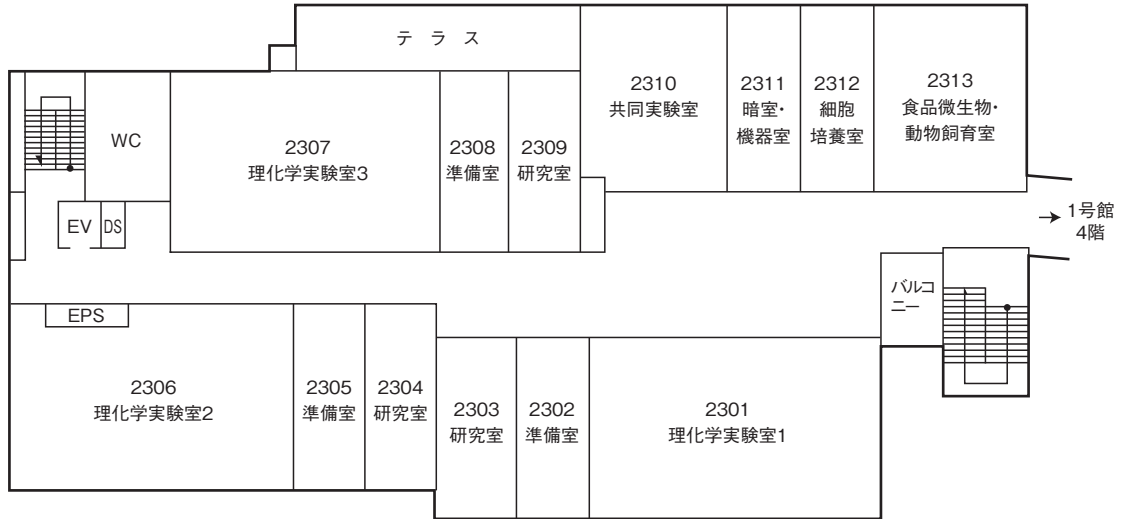 テ ラ ス
2310
共同実験室
2311
暗室・
機器室
2312
細胞
培養室
2313
食品微生物・
動物飼育室
WC
2307
理化学実験室3
2308
準備室
2309
研究室
EV
DS
→ 1号館
4階
バルコ
ニー
EPS
2306
理化学実験室2
2305
準備室
2304
研究室
2303
研究室
2302
準備室
2301
理化学実験室1